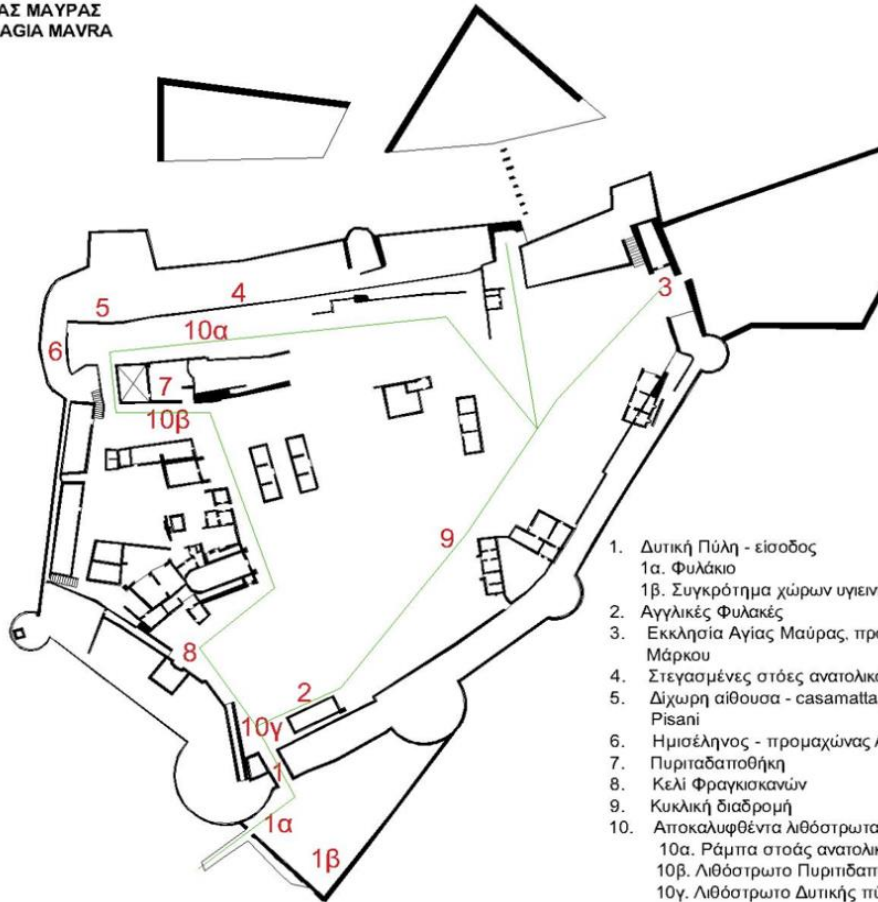 ΑΣ ΜΑΥΡΑΣ
AGIA MAVRA
3
4
5
10α
6
7
10β
9
8
2
10γ
1
1α
1β
1. Δυτική Πύλη - είσοδος
1α. Φυλάκιο
1β. Συγκρότημα χώρων υγιειν
2. Αγγλικές Φυλακές
3. Εκκλησία Αγίας Μαύρας, πρ
Μάρκου
4. Στεγασμένες στόες ανατολικ
5. Δίχωρη αίθουσα - casamatta
Pisani
6. Ημισέληνος - προμαχώνας
7. Πυριταδαποθήκη
8. Κελί Φραγκισκανών
9. Κυκλική διαδρομή
10. Αποκαλυφθέντα λιθόστρωτα
10α. Ράμπα στοάς ανατολικ
10β. Λιθόστρωτο Πυριτιδαπ
10γ. Λιθόστρωτο Δυτικής πύ